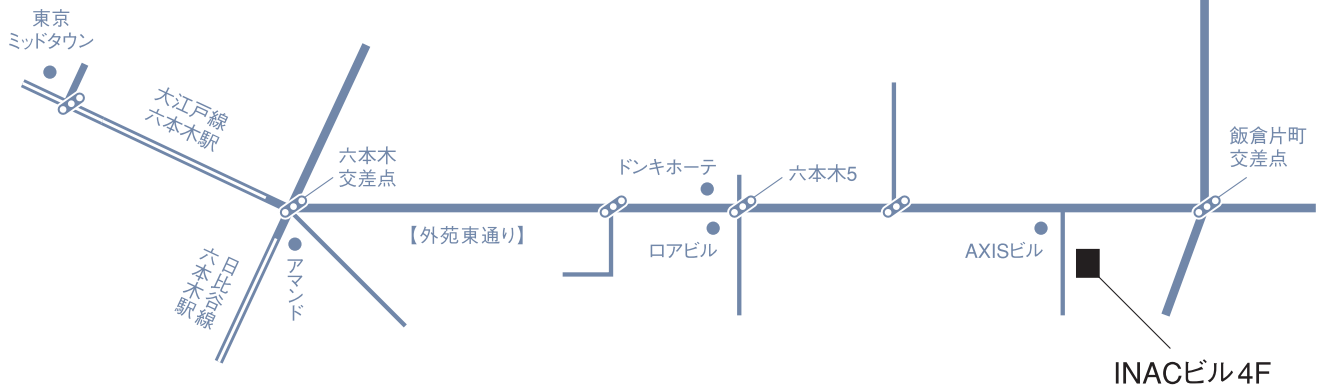 東京
ミッドタウン
大江戸線
六本木駅
六本木
交差点
ドンキホーテ
六本木5
飯倉片町
交差点
【外苑東通り】
ロアビル
AXISビル
アマンド
日比谷線
六本木駅
INACビル4F